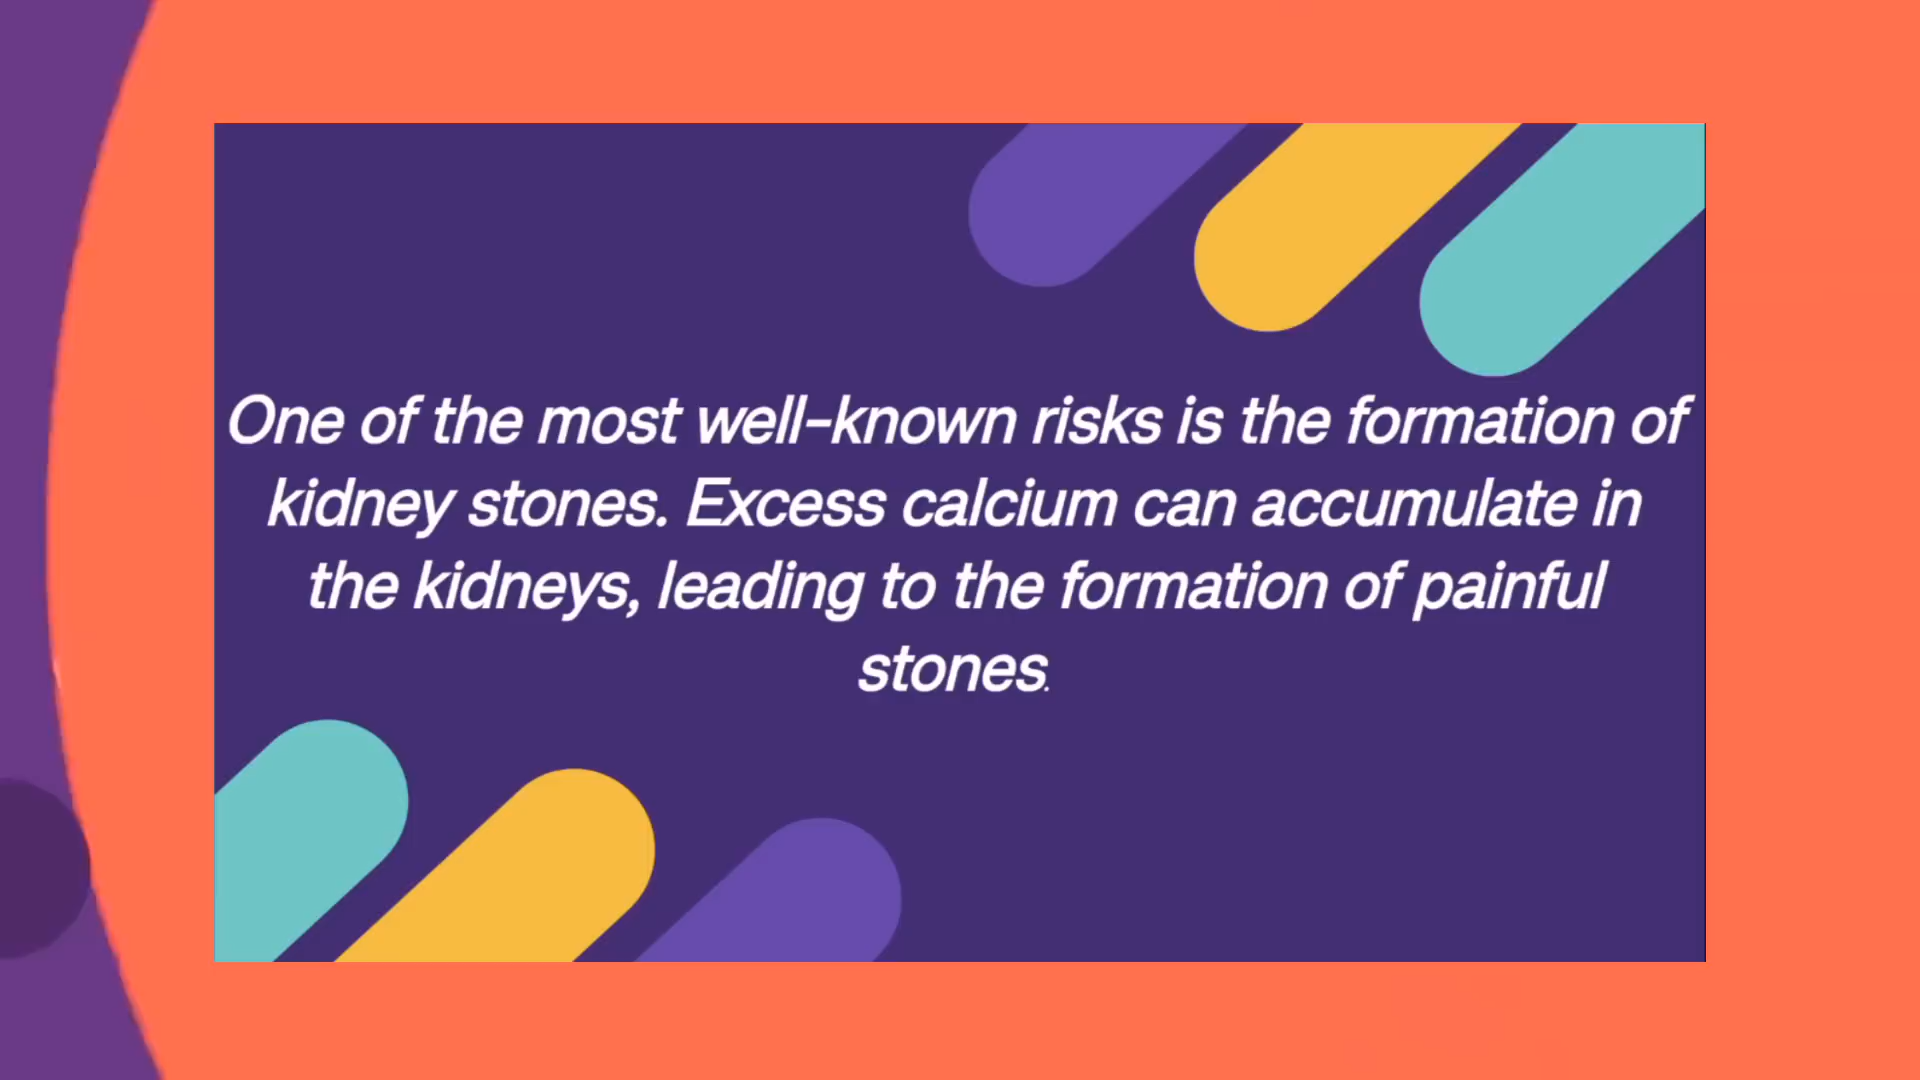 One of the most well-known risks is the formation of
kidney stones. Excess calcium can accumulate in
the kidneys, leading to the formation of painful
stones.